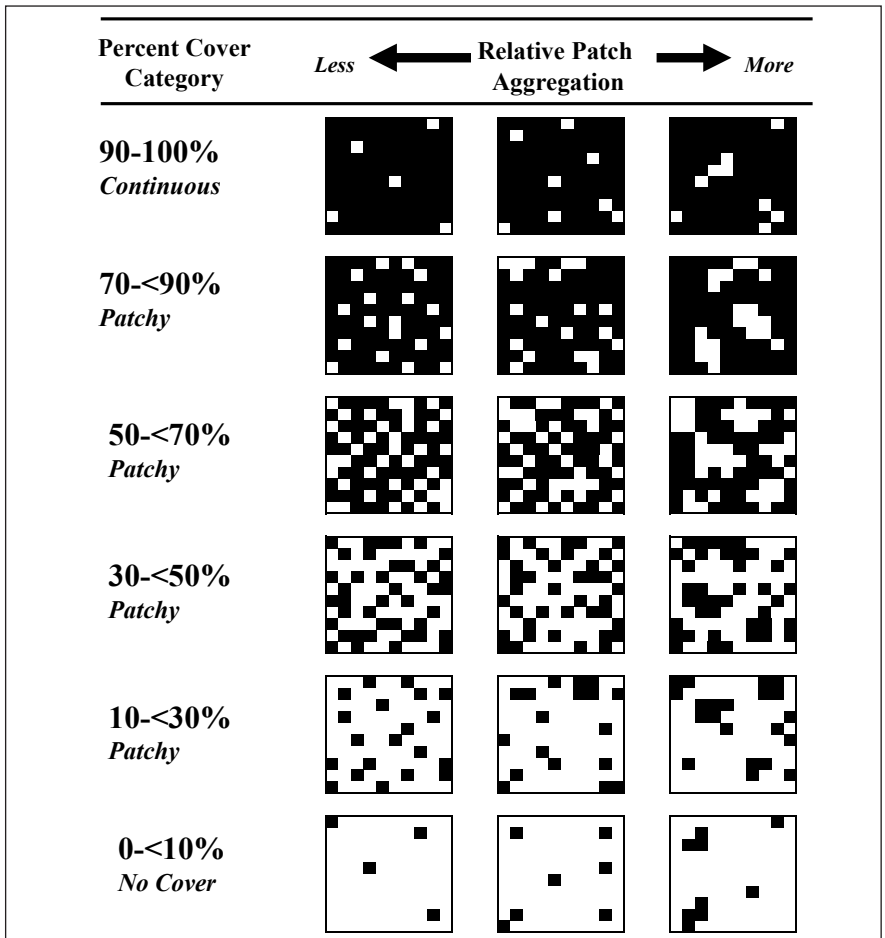 Percent Cover
Category
Less
Relative Patch
Aggregation
More
90-100%
Continuous
70-<90%
Patchy
50-<70%
Patchy
30-<50%
Patchy
10-<30%
Patchy
0-<10%
No Cover